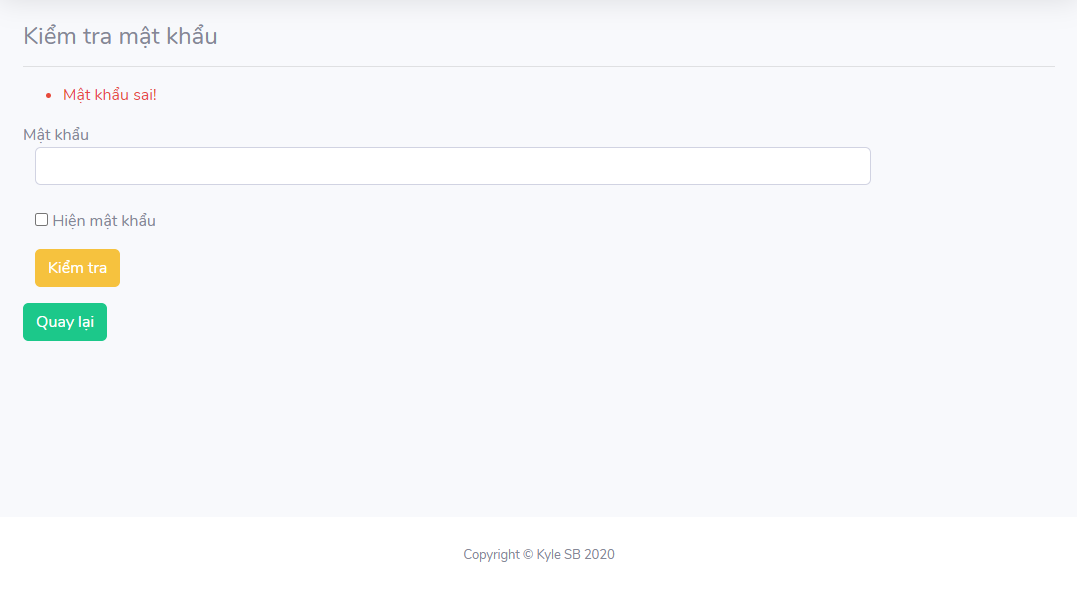 Kiểm tra mật khẩu
Mật khẩu sai!
Mật khẩu
Hiện mật khẩu
Kiểm tra
Quay lại
Copyright © Kyle SB 2020